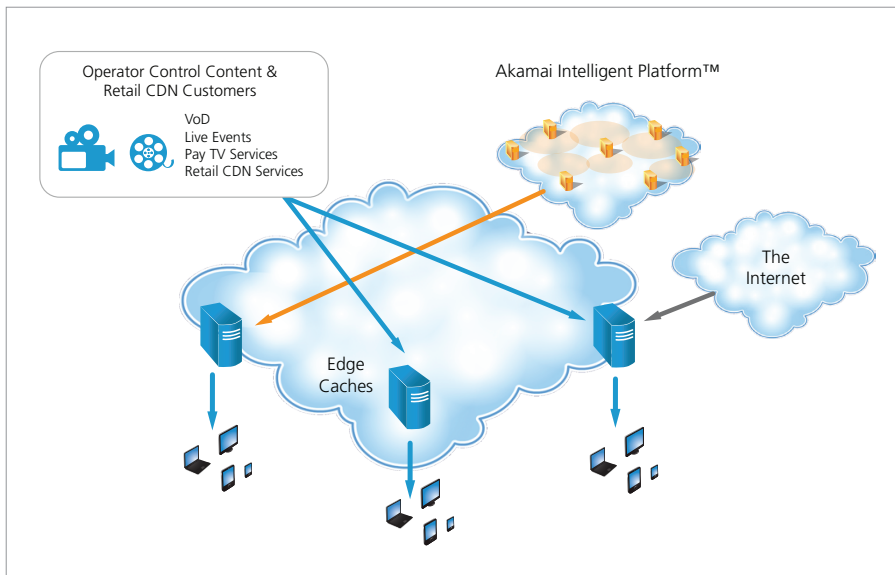 Operator Control Content &
Retail CDN Customers
VoD
Live Events
Pay TV Services
Retail CDN Services
Akamai Intelligent Platform™
The
Internet
Edge
Caches